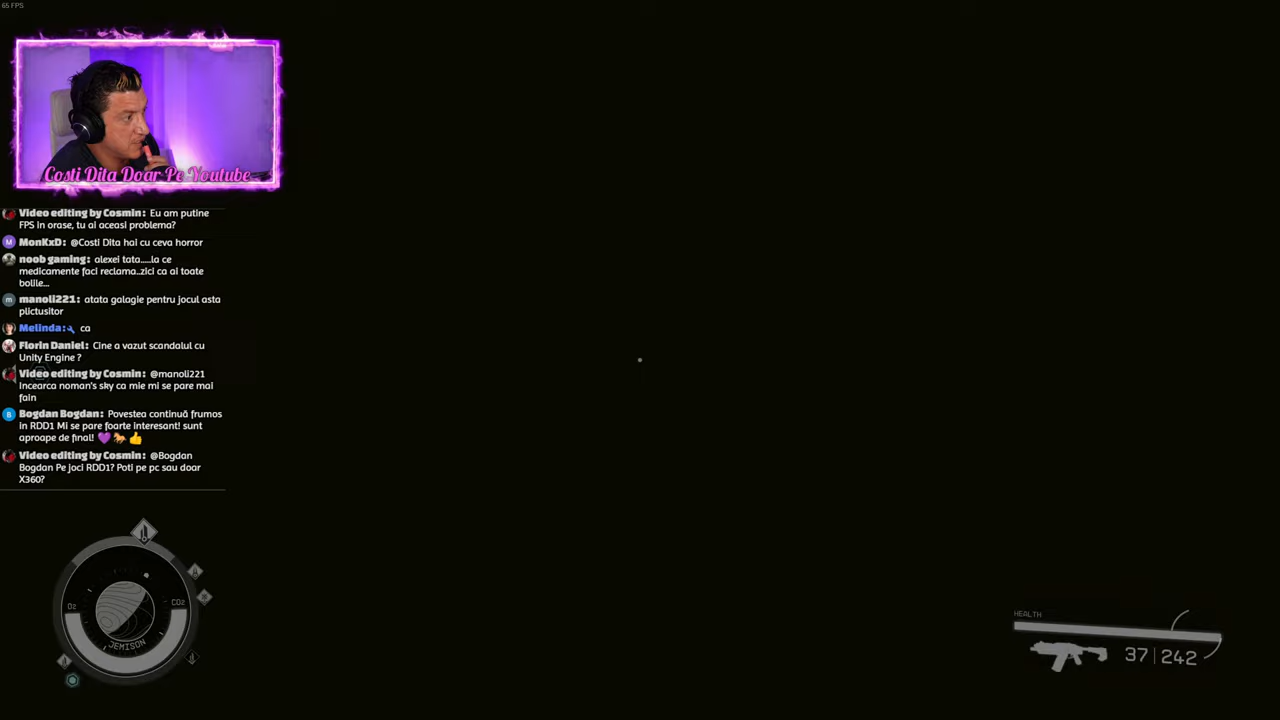 65 FPS
Costi Dita Doar Pe Youtube
Video editing by Cosmin: Eu am putine
FPS in orase, tu ai aceasi problema?
M MonKxD: @Costi Dita hai cu ceva horror
noob gaming: alexei tata.....la ce
medicamente faci reclama..zici ca ai toate
bolile...
m manoli221: atata galagie pentru jocul asta
plictusitor
Melinda: ca
Florin Daniel: Cine a vazut scandalul cu
Unity Engine ?
Video editing by Cosmin: @manoli221
Incearca noman's sky ca mie mi se pare mai
fain
B Bogdan Bogdan: Povestea continuă frumos
in RDD1 Mi se pare foarte interesant! sunt
aproape de final! 💜 🐎 👍
Video editing by Cosmin: @Bogdan
Bogdan Pe joci RDD1? Poti pe pc sau doar
X360?
O2
CO2
JEMISON
HEALTH
37 | 242